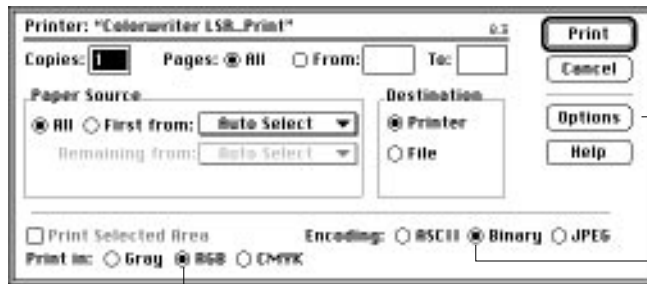 Printer: "Colorwriter LSR_Print"
8.3
Print
Copies: 1 Pages: All From: To:
Cancel
Paper Source
Destination
All First from: Auto Select
Printer
Options
Remaining from: Auto Select
File
Help
Print Selected Area
Encoding: ASCII Binary JPEG
Print in: Gray RGB CMYK